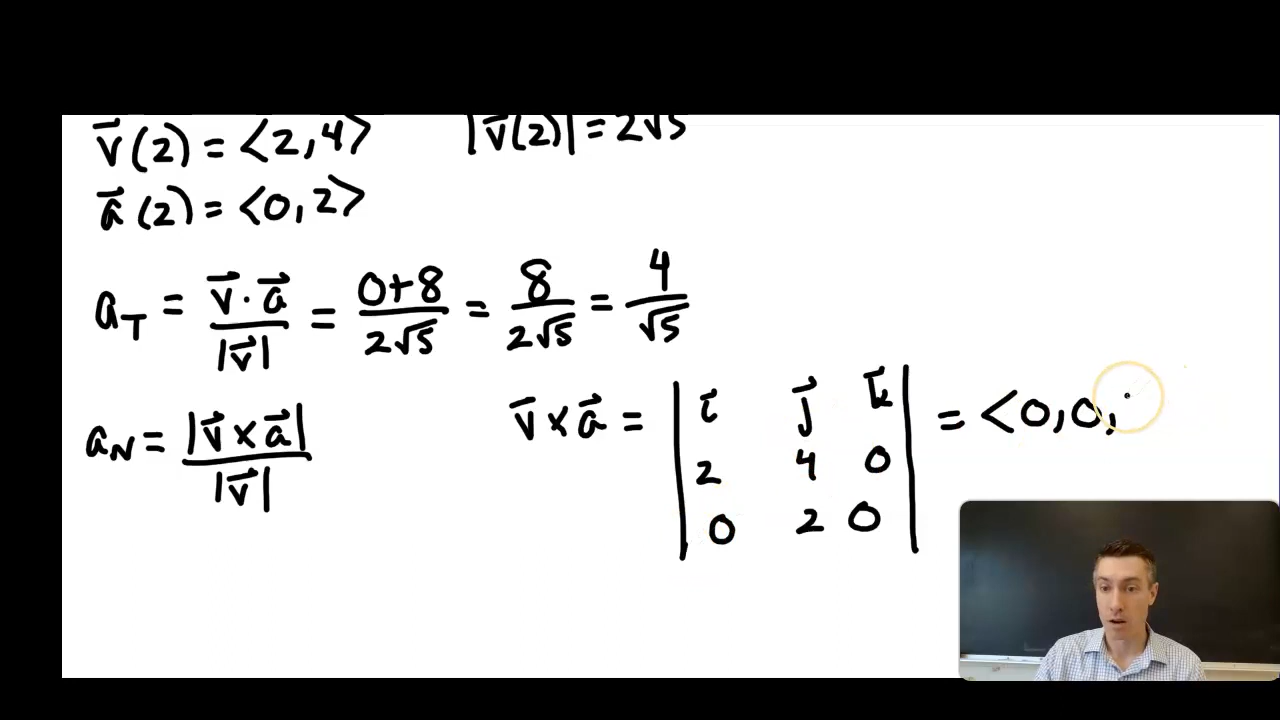 v⃗(2) = <2,4> |v⃗(2)| = 2√5
a⃗(2) = <0,2>
a_T = v⃗·a⃗ / |v⃗| = 0+8 / 2√5 = 8 / 2√5 = 4 / √5
a_N = |v⃗ x a⃗| / |v⃗|
v⃗ x a⃗ = | i⃗ j⃗ k⃗ | = <0,0,
2 4 0
0 2 0